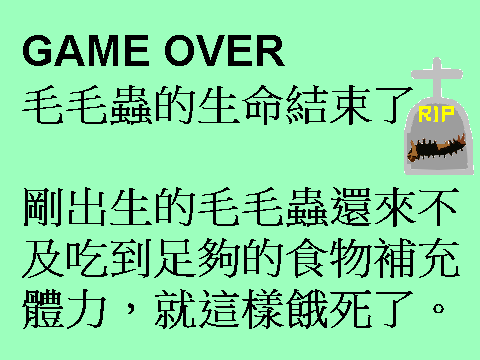 GAME OVER
毛毛蟲的生命結束了
RIP
剛出生的毛毛蟲還來不
及吃到足夠的食物補充
體力，就這樣餓死了。